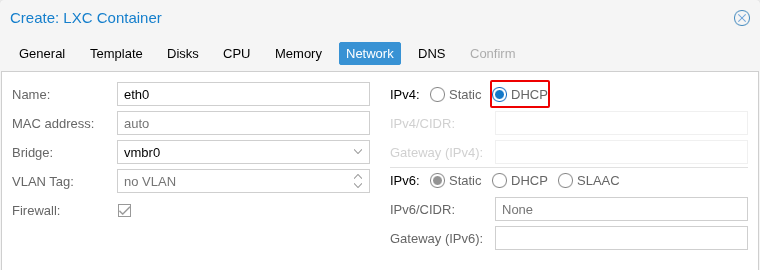 Create: LXC Container
General Template Disks CPU Memory Network DNS Confirm
Name: eth0
MAC address: auto
Bridge: vmbr0
VLAN Tag: no VLAN
Firewall:
IPv4: Static DHCP
IPv4/CIDR:
Gateway (IPv4):
IPv6: Static DHCP SLAAC
IPv6/CIDR: None
Gateway (IPv6):